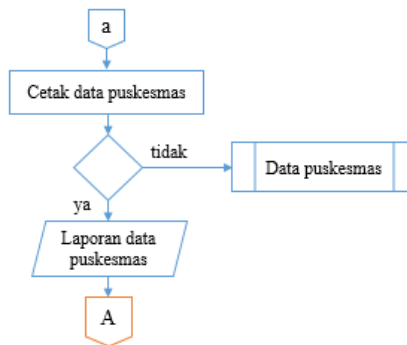 a
Cetak data puskesmas
tidak
Data puskesmas
ya
Laporan data
puskesmas
A